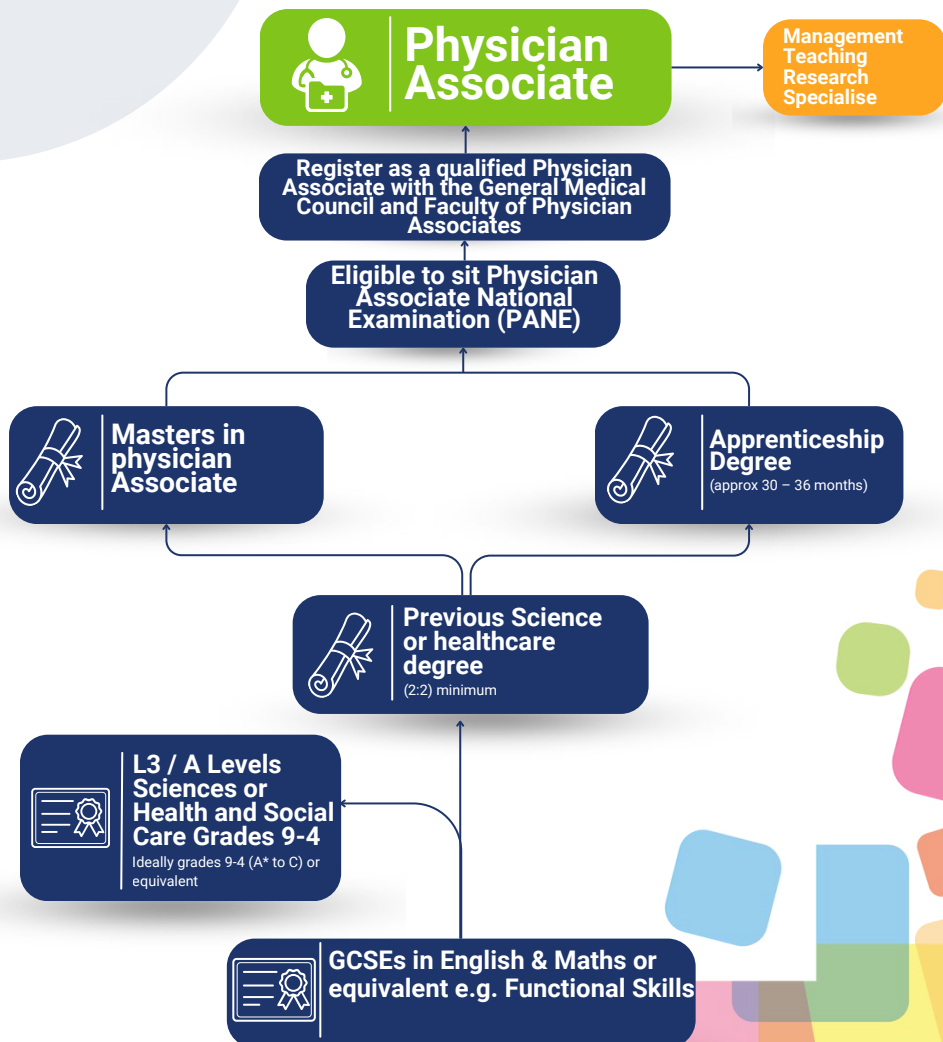 Physician
Associate
Management
Teaching
Research
Specialise
Register as a qualified Physician
Associate with the General Medical
Council and Faculty of Physician
Associates
Eligible to sit Physician
Associate National
Examination (PANE)
Masters in
physician
Associate
Apprenticeship
Degree
(approx 30 – 36 months)
Previous Science
or healthcare
degree
(2:2) minimum
L3 / A Levels
Sciences or
Health and Social
Care Grades 9-4
Ideally grades 9-4 (A* to C) or
equivalent
GCSEs in English & Maths or
equivalent e.g. Functional Skills